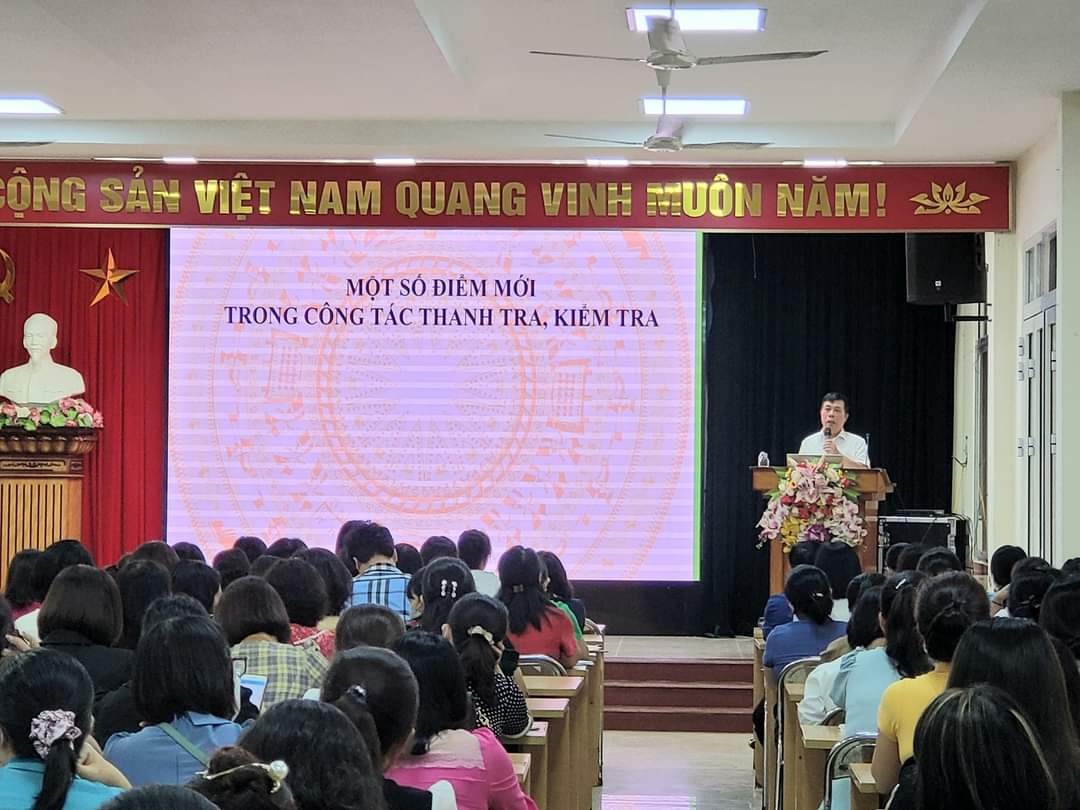 CỘNG SẢN VIỆT NAM QUANG VINH MUÔN NĂM!
MỘT SỐ ĐIỂM MỚI
TRONG CÔNG TÁC THANH TRA, KIỂM TRA